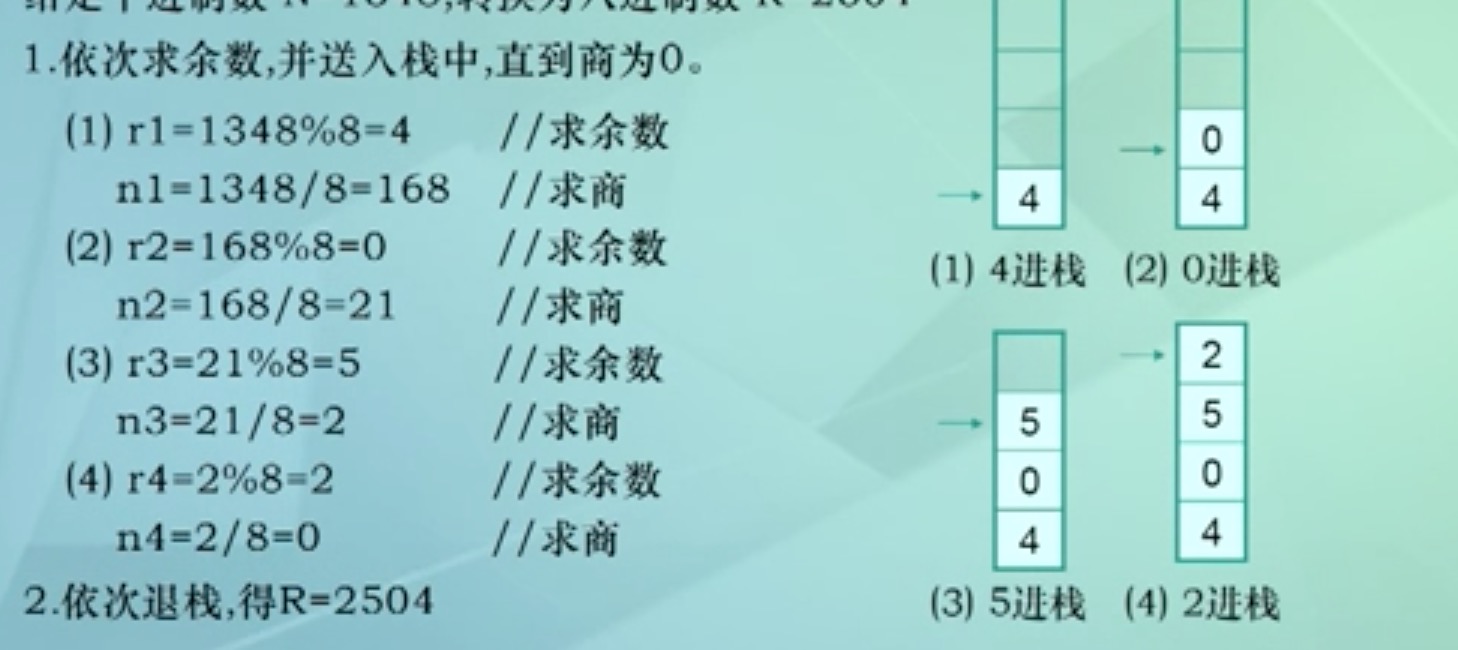 1.依次求余数,并送入栈中,直到商为0。
(1) r1=1348%8=4 //求余数
n1=1348/8=168 //求商
(2) r2=168%8=0 //求余数
n2=168/8=21 //求商
(3) r3=21%8=5 //求余数
n3=21/8=2 //求商
(4) r4=2%8=2 //求余数
n4=2/8=0 //求商
2.依次退栈,得R=2504
4
(1) 4进栈
0
4
(2) 0进栈
5
0
4
(3) 5进栈
2
5
0
4
(4) 2进栈